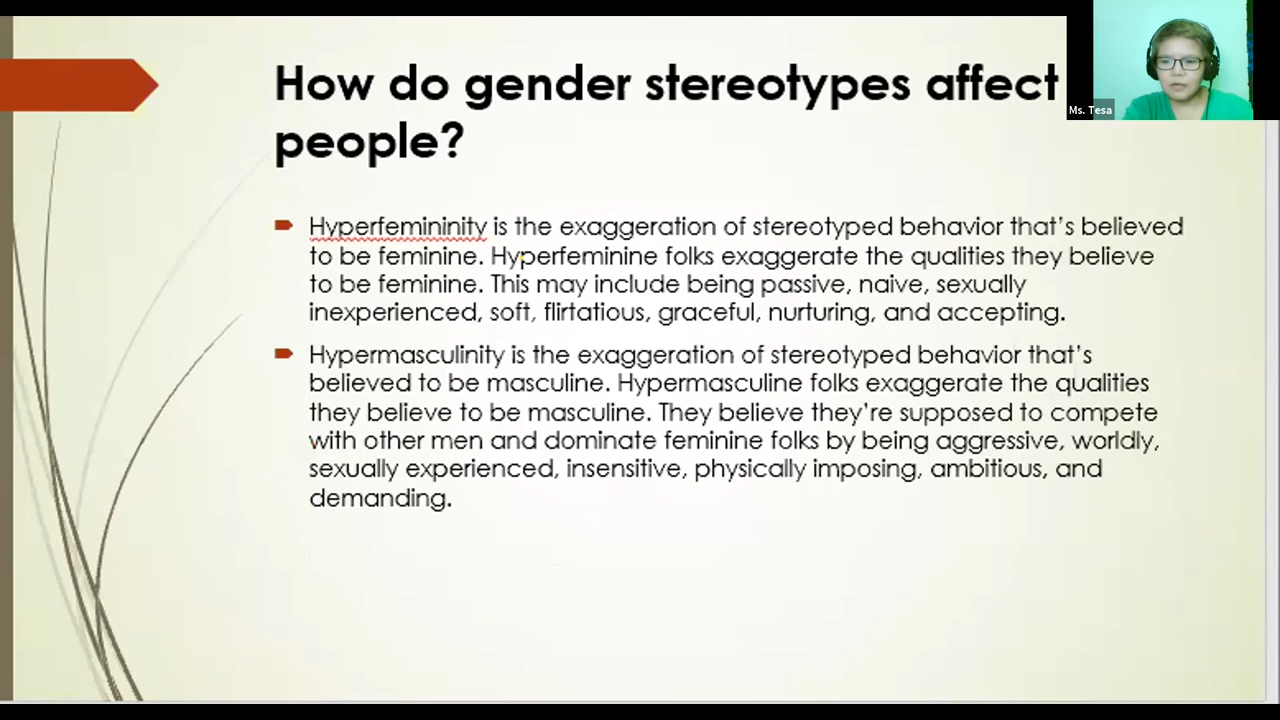 How do gender stereotypes affect
people?
Hyperfemininity is the exaggeration of stereotyped behavior that's believed
to be feminine. Hyperfeminine folks exaggerate the qualities they believe
to be feminine. This may include being passive, naive, sexually
inexperienced, soft, flirtatious, graceful, nurturing, and accepting.
Hypermasculinity is the exaggeration of stereotyped behavior that's
believed to be masculine. Hypermasculine folks exaggerate the qualities
they believe to be masculine. They believe they're supposed to compete
with other men and dominate feminine folks by being aggressive, worldly,
sexually experienced, insensitive, physically imposing, ambitious, and
demanding.
Ms. Tesa